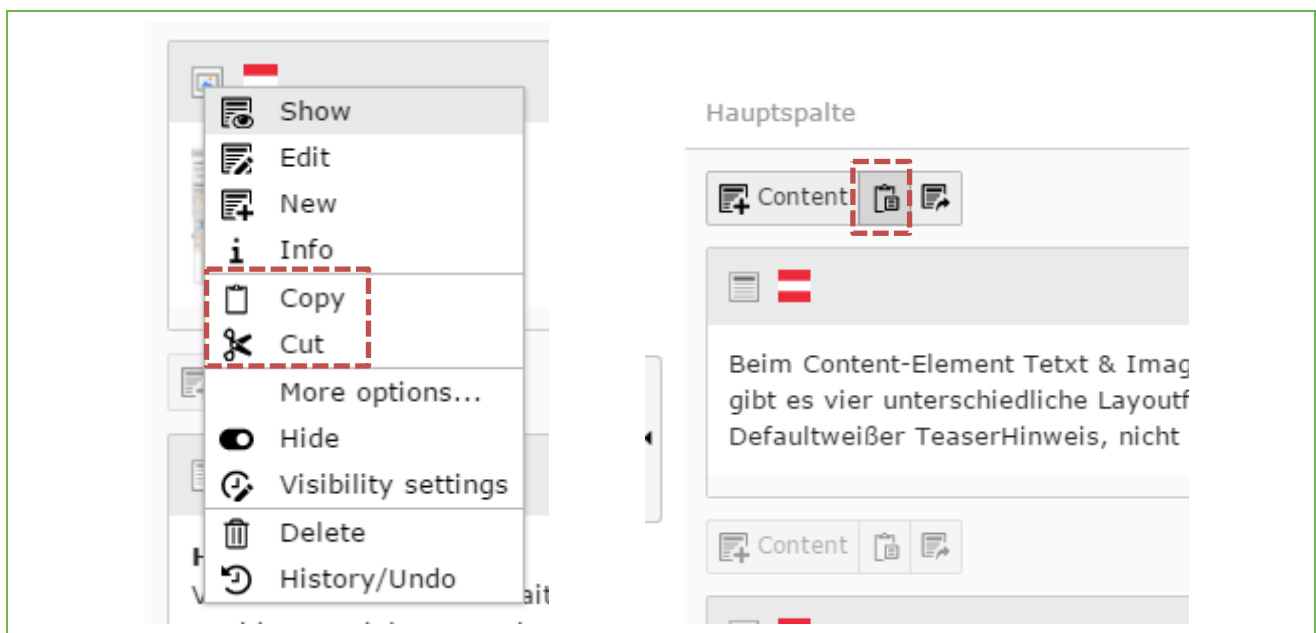 Show
Edit
New
Info
Copy
Cut
More options...
Hide
Visibility settings
Delete
History/Undo
Hauptspalte
Content
Beim Content-Element Tetxt & Imag
gibt es vier unterschiedliche Layoutf
Defaultweißer TeaserHinweis, nicht
Content